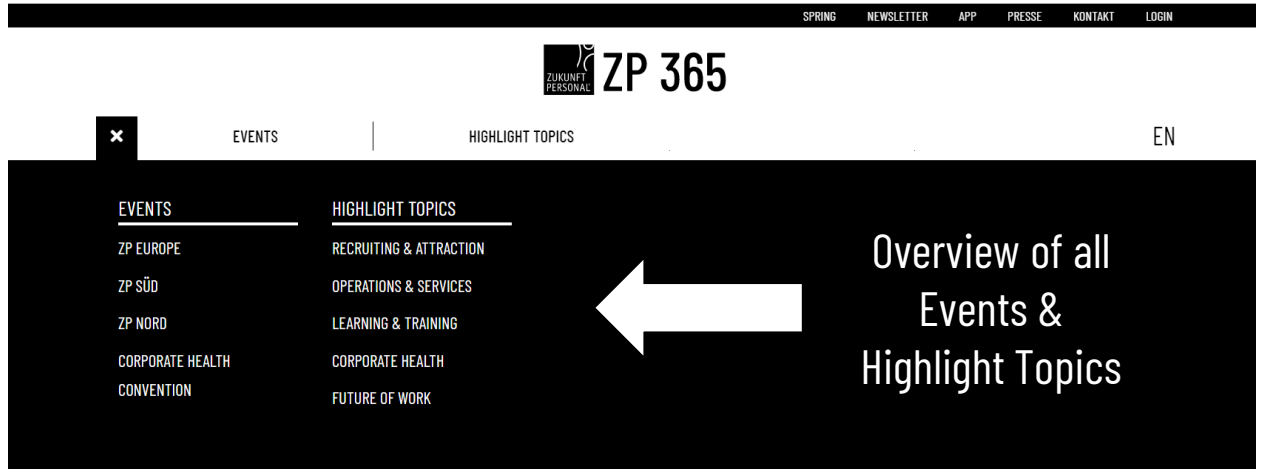 SPRING NEWSLETTER APP PRESSE KONTAKT LOGIN
ZUKUNFT
PERSONAL
ZP 365
EVENTS HIGHLIGHT TOPICS EN
EVENTS
ZP EUROPE
ZP SÜD
ZP NORD
CORPORATE HEALTH
CONVENTION
HIGHLIGHT TOPICS
RECRUITING & ATTRACTION
OPERATIONS & SERVICES
LEARNING & TRAINING
CORPORATE HEALTH
FUTURE OF WORK
Overview of all
Events &
Highlight Topics